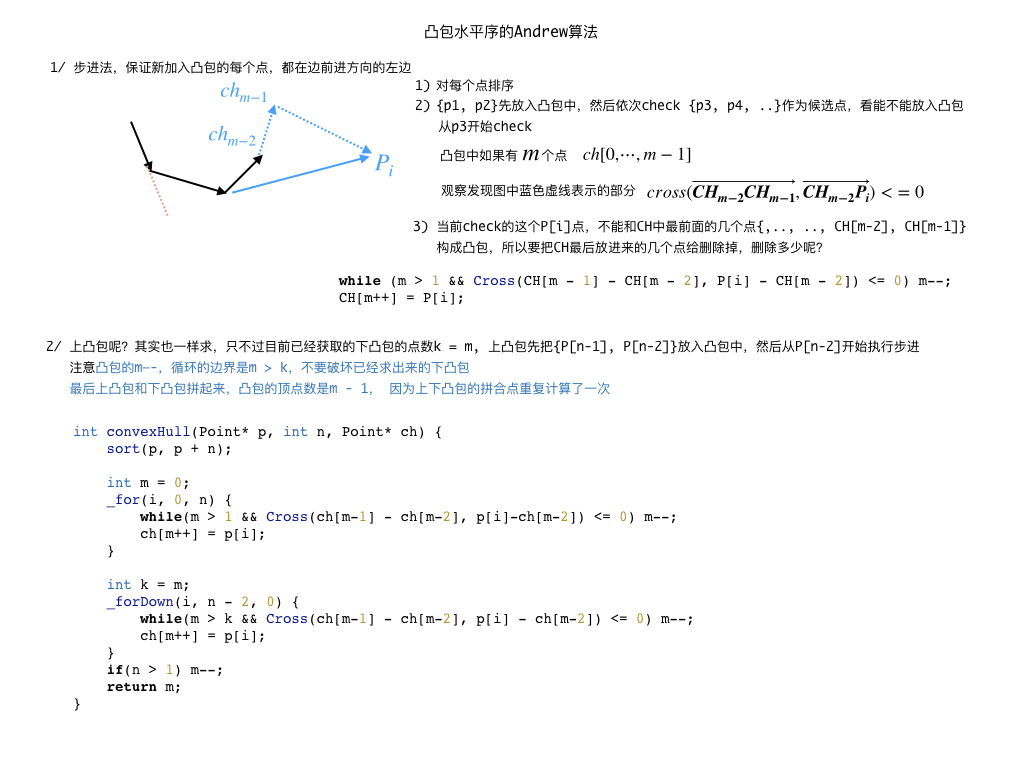 凸包水平序的Andrew算法
1/ 步进法，保证新加入凸包的每个点，都在边前进方向的左边
ch_{m−1}
ch_{m−2}
P_i
1) 对每个点排序
2) {p1, p2}先放入凸包中，然后依次check {p3, p4, ..}作为候选点，看能不能放入凸包
从p3开始check
凸包中如果有 m 个点 ch[0,⋯, m − 1]
观察发现图中蓝色虚线表示的部分 cross(\overrightarrow{CH_{m−2}CH_{m−1}}, \overrightarrow{CH_{m−2}P_i}) < = 0
3) 当前check的这个P[i]点，不能和CH中最前面的几个点{,.., .., CH[m-2], CH[m-1]}
构成凸包，所以要把CH最后放进来的几个点给删除掉，删除多少呢？
while (m > 1 && Cross(CH[m - 1] - CH[m - 2], P[i] - CH[m - 2]) <= 0) m--;
CH[m++] = P[i];
2/ 上凸包呢？其实也一样求，只不过目前已经获取的下凸包的点数k = m, 上凸包先把{P[n-1], P[n-2]}放入凸包中，然后从P[n-2]开始执行步进
注意凸包的m--，循环的边界是m > k，不要破坏已经求出来的下凸包
最后上凸包和下凸包拼起来，凸包的顶点数是m - 1， 因为上下凸包的拼合点重复计算了一次
int convexHull(Point* p, int n, Point* ch) {
    sort(p, p + n);
    int m = 0;
    _for(i, 0, n) {
        while(m > 1 && Cross(ch[m-1] - ch[m-2], p[i]-ch[m-2]) <= 0) m--;
        ch[m++] = p[i];
    }
    int k = m;
    _forDown(i, n - 2, 0) {
        while(m > k && Cross(ch[m-1] - ch[m-2], p[i] - ch[m-2]) <= 0) m--;
        ch[m++] = p[i];
    }
    if(n > 1) m--;
    return m;
}